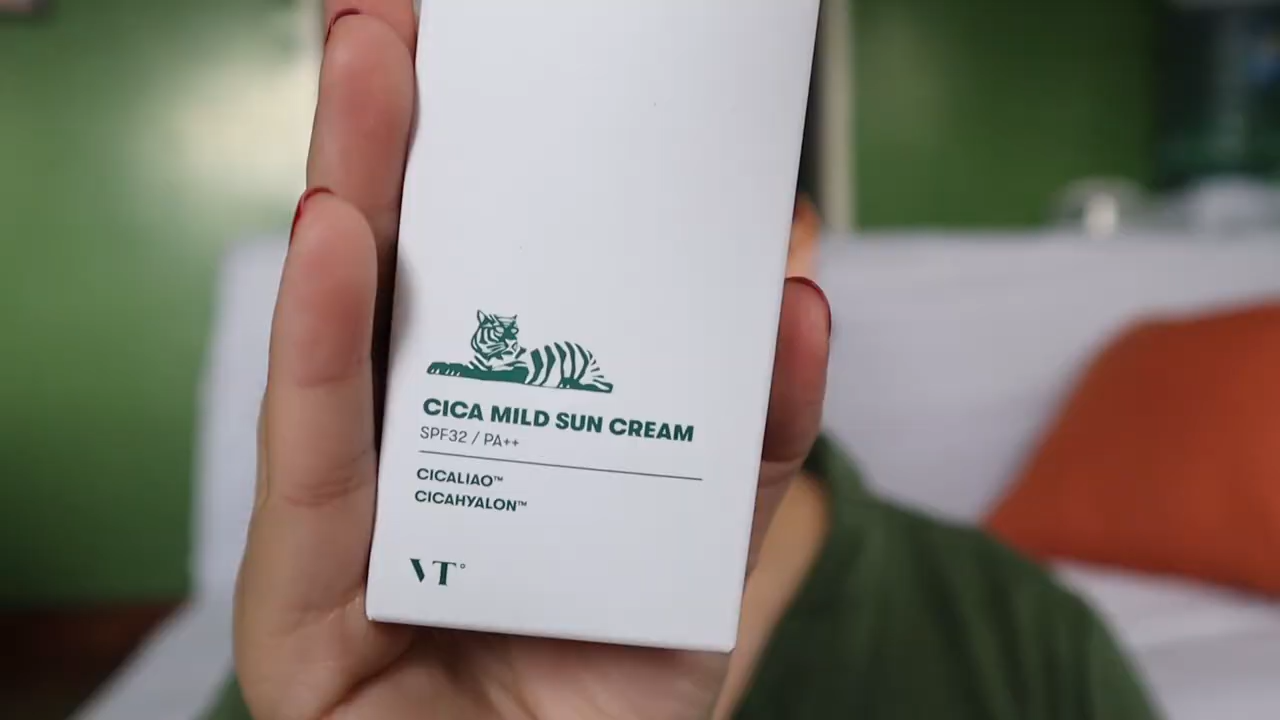 CICA MILD SUN CREAM
SPF32 / PA++
CICALIAO™
CICAHYALON™
VT°